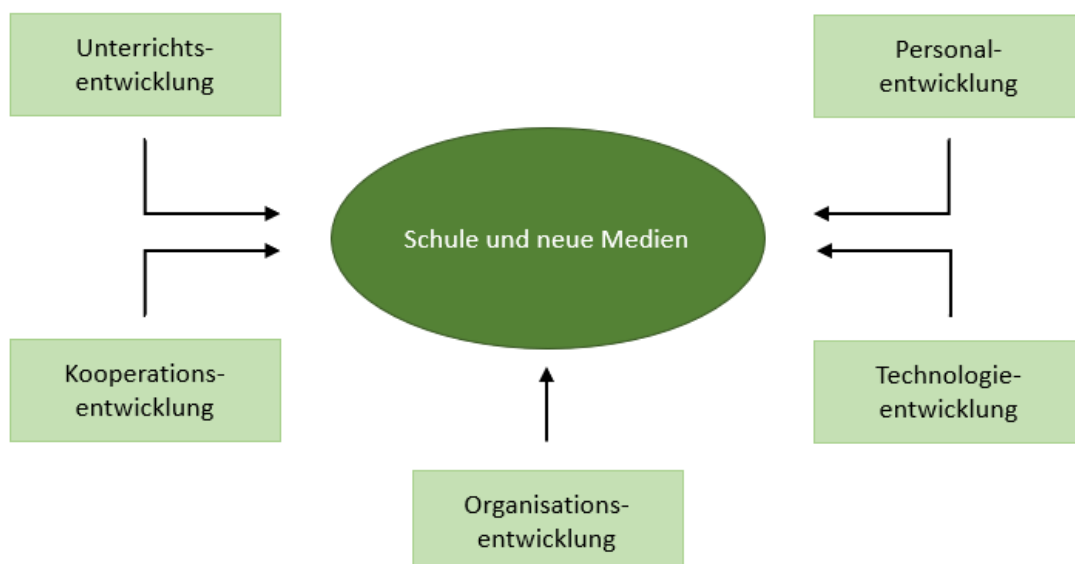 Unterrichts-
entwicklung
Personal-
entwicklung
Schule und neue Medien
Kooperations-
entwicklung
Technologie-
entwicklung
Organisations-
entwicklung